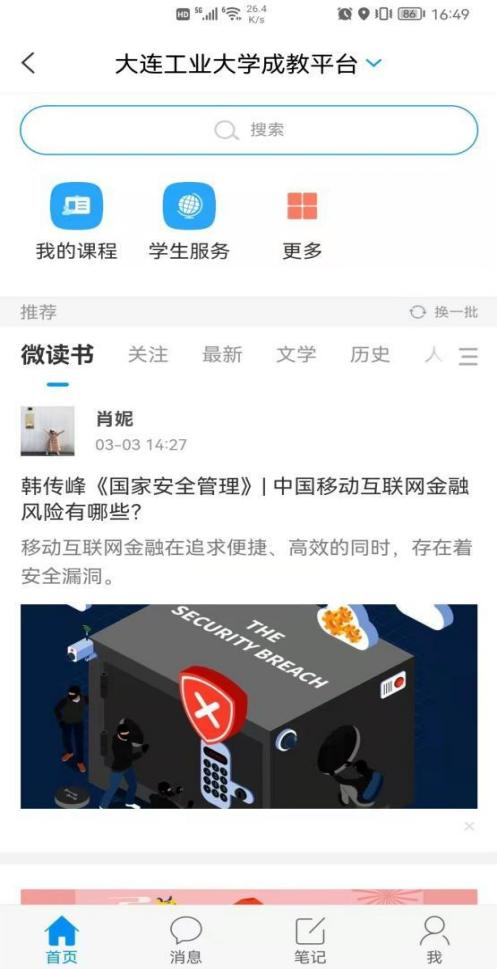 HD 5G 6 26.4 K/s 86 16:49
大连工业大学成教平台
搜索
我的课程 学生服务 更多
推荐 换一批
微读书 关注 最新 文学 历史 人
肖妮
03-03 14:27
韩传峰《国家安全管理》| 中国移动互联网金融
风险有哪些？
移动互联网金融在追求便捷、高效的同时，存在着
安全漏洞。
THE
SECURITY BREACH
首页 消息 笔记 我